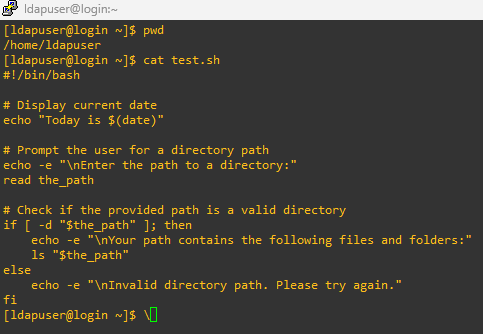 ldapuser@login ~
[ldapuser@login ~]$ pwd
/home/ldapuser
[ldapuser@login ~]$ cat test.sh
#!/bin/bash

# Display current date
echo "Today is $(date)"

# Prompt the user for a directory path
echo -e "\nEnter the path to a directory:"
read the_path

# Check if the provided path is a valid directory
if [ -d "$the_path" ]; then
    echo -e "\nYour path contains the following files and folders:"
    ls "$the_path"
else
    echo -e "\nInvalid directory path. Please try again."
fi
[ldapuser@login ~]$ \